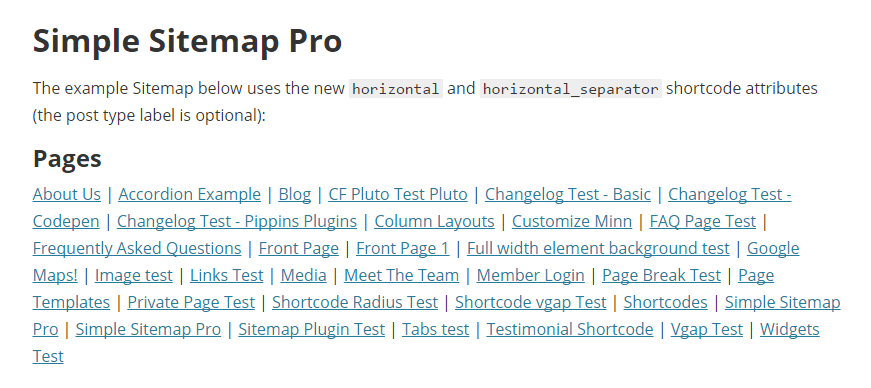 Simple Sitemap Pro
The example Sitemap below uses the new horizontal and horizontal_separator shortcode attributes
(the post type label is optional):
Pages
About Us | Accordion Example | Blog | CF Pluto Test Pluto | Changelog Test - Basic | Changelog Test -
Codepen | Changelog Test - Pippins Plugins | Column Layouts | Customize Minn | FAQ Page Test |
Frequently Asked Questions | Front Page | Front Page 1 | Full width element background test | Google
Maps! | Image test | Links Test | Media | Meet The Team | Member Login | Page Break Test | Page
Templates | Private Page Test | Shortcode Radius Test | Shortcode vgap Test | Shortcodes | Simple Sitemap
Pro | Simple Sitemap Pro | Sitemap Plugin Test | Tabs test | Testimonial Shortcode | Vgap Test | Widgets
Test